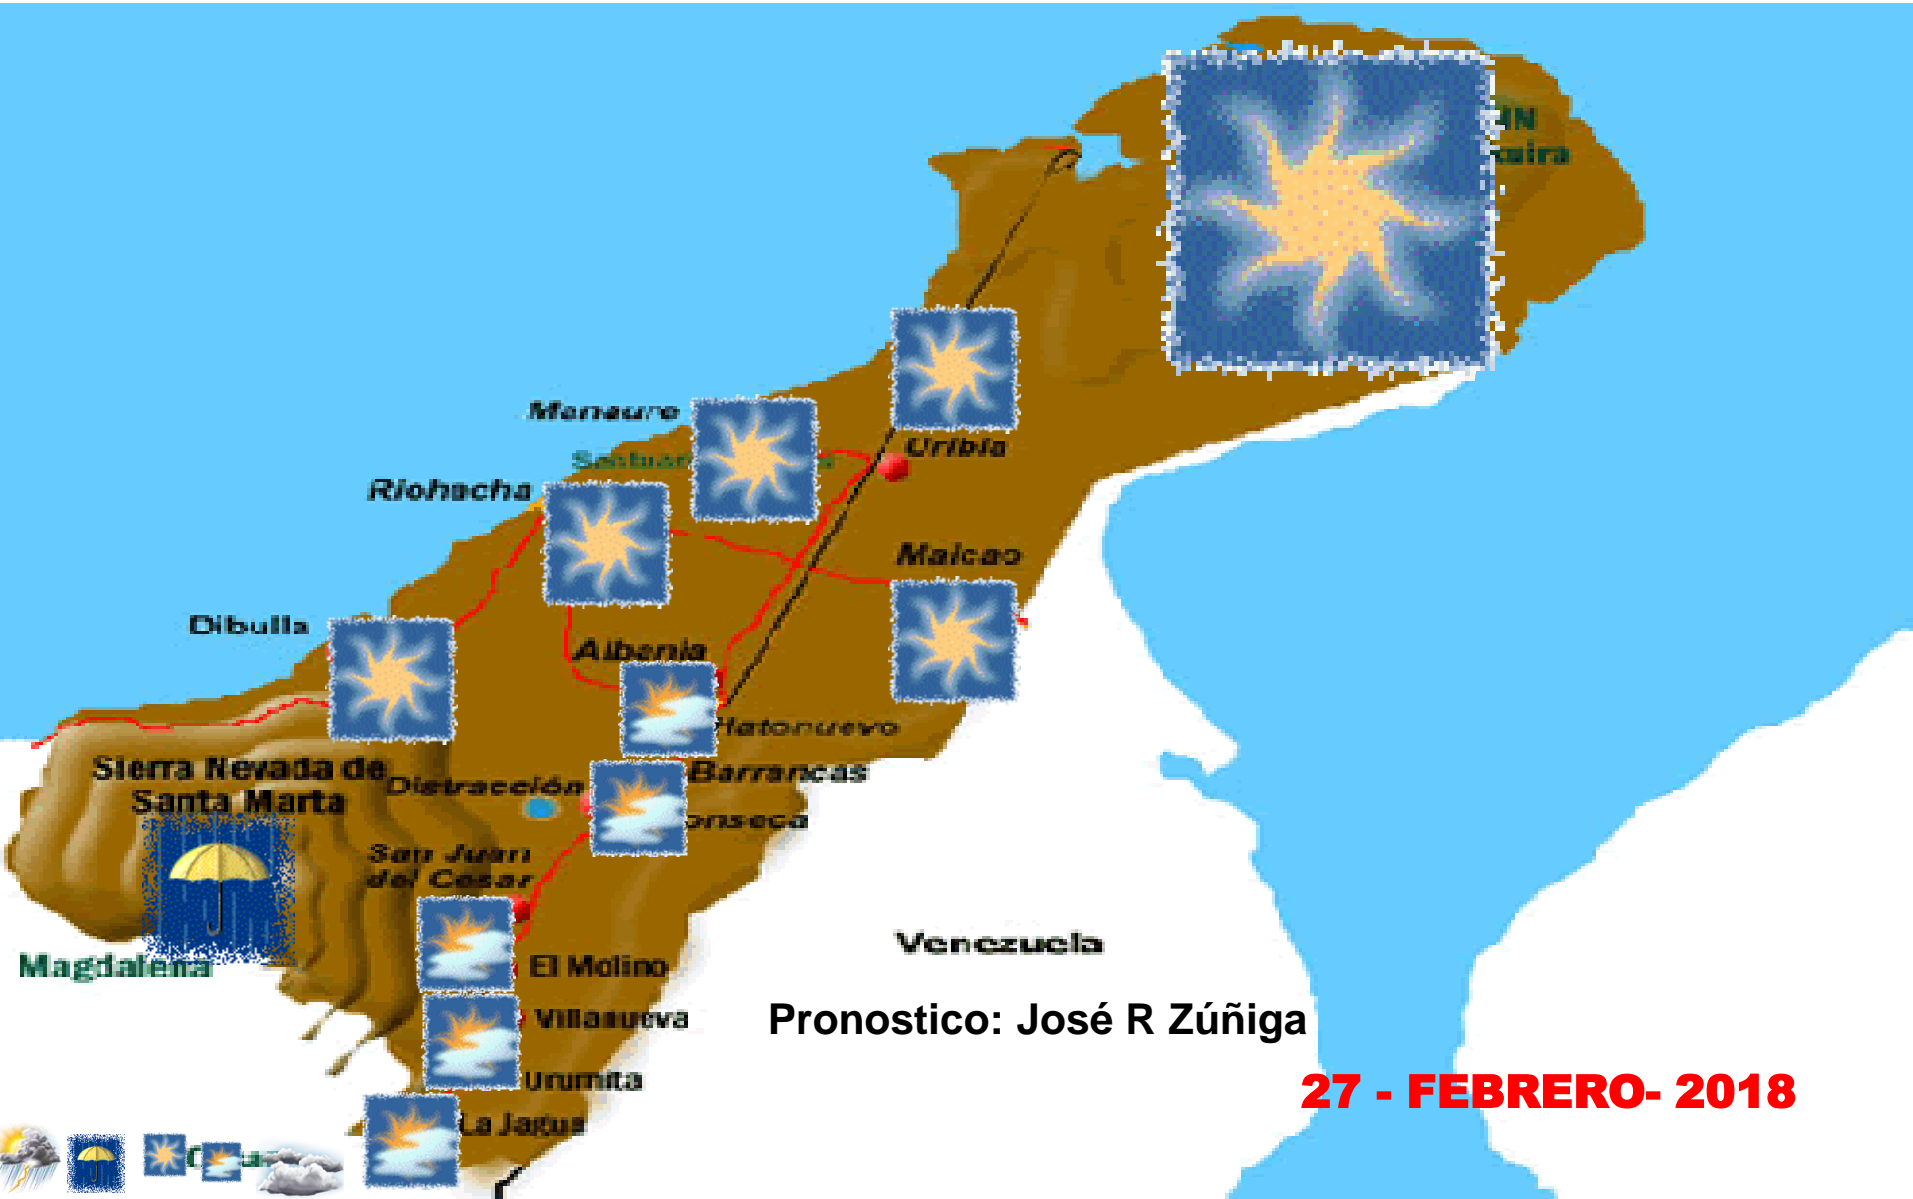 Manaure
Uribia
Riohacha
Maicao
Dibulla
Albania
Hatonuevo
Sierra Nevada de
Santa Marta
Barrancas
Distracción
onseca
San Juan
del Cesar
Venezuela
Magdalena
El Molino
Pronostico: José R Zúñiga
Villanueva
Urumita
27 - FEBRERO- 2018
La Jagua